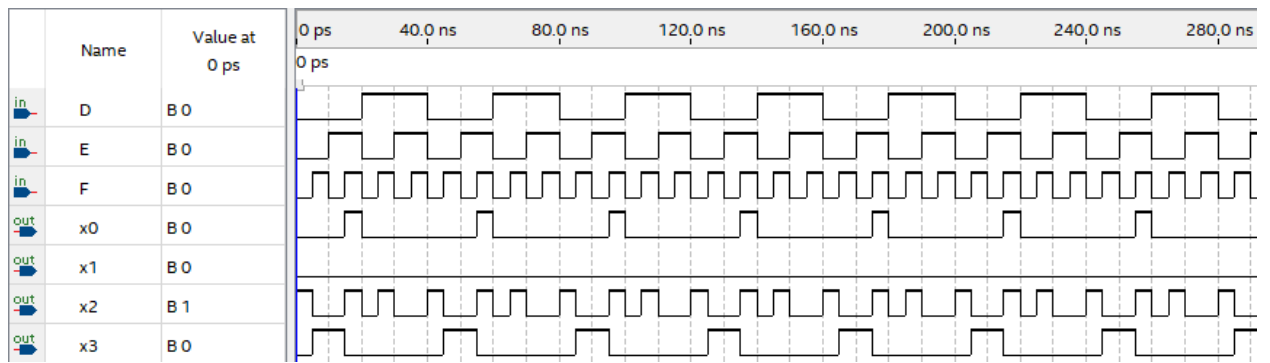 Name Value at 0 ps
0 ps 40.0 ns 80.0 ns 120.0 ns 160.0 ns 200.0 ns 240.0 ns 280.0 ns
0 ps
in D B 0
in E B 0
in F B 0
out x0 B 0
out x1 B 0
out x2 B 1
out x3 B 0